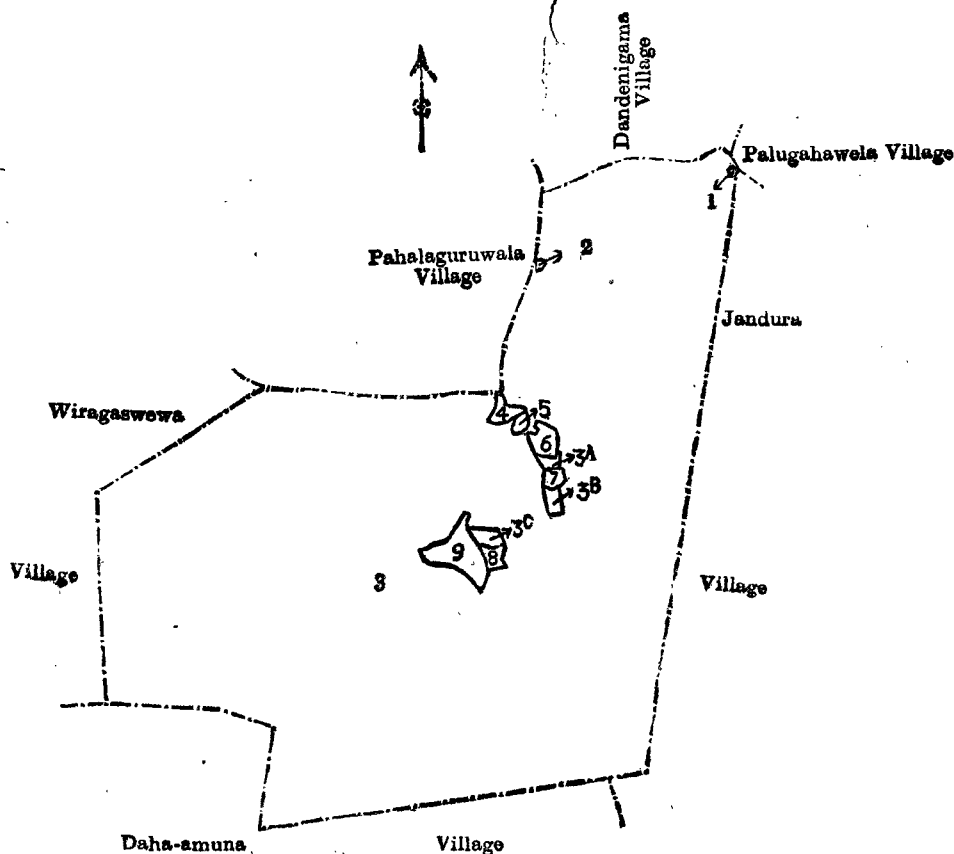 Dandenigama
Village
Palugahawela Village
1
2
Pahalaguruwala
Village
Jandura
Wiragaswewa
4
5
6
3A
7
3B
3C
9
8
3
Village
Village
Daha-amuna Village